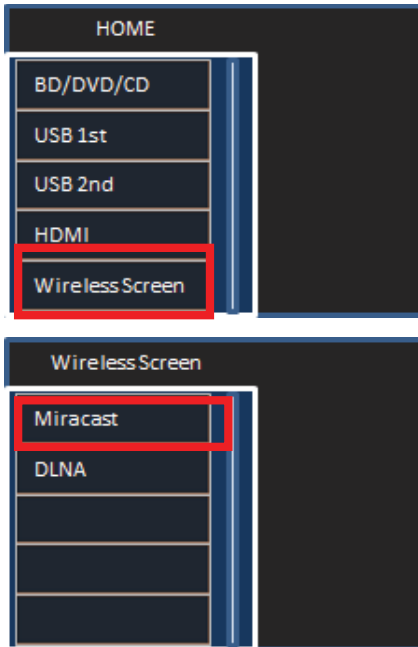 HOME
BD/DVD/CD
USB 1st
USB 2nd
HDMI
Wireless Screen
Wireless Screen
Miracast
DLNA